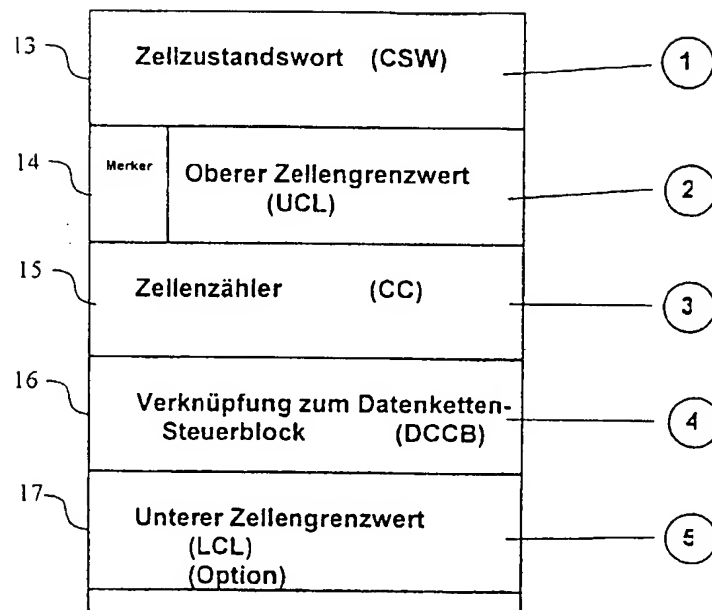 13
Zellzustandswort (CSW)
1
14
Merker
Oberer Zellengrenzwert
(UCL)
2
15
Zellenzähler (CC)
3
16
Verknüpfung zum Datenketten-
Steuerblock (DCCB)
4
17
Unterer Zellengrenzwert
(LCL)
(Option)
5